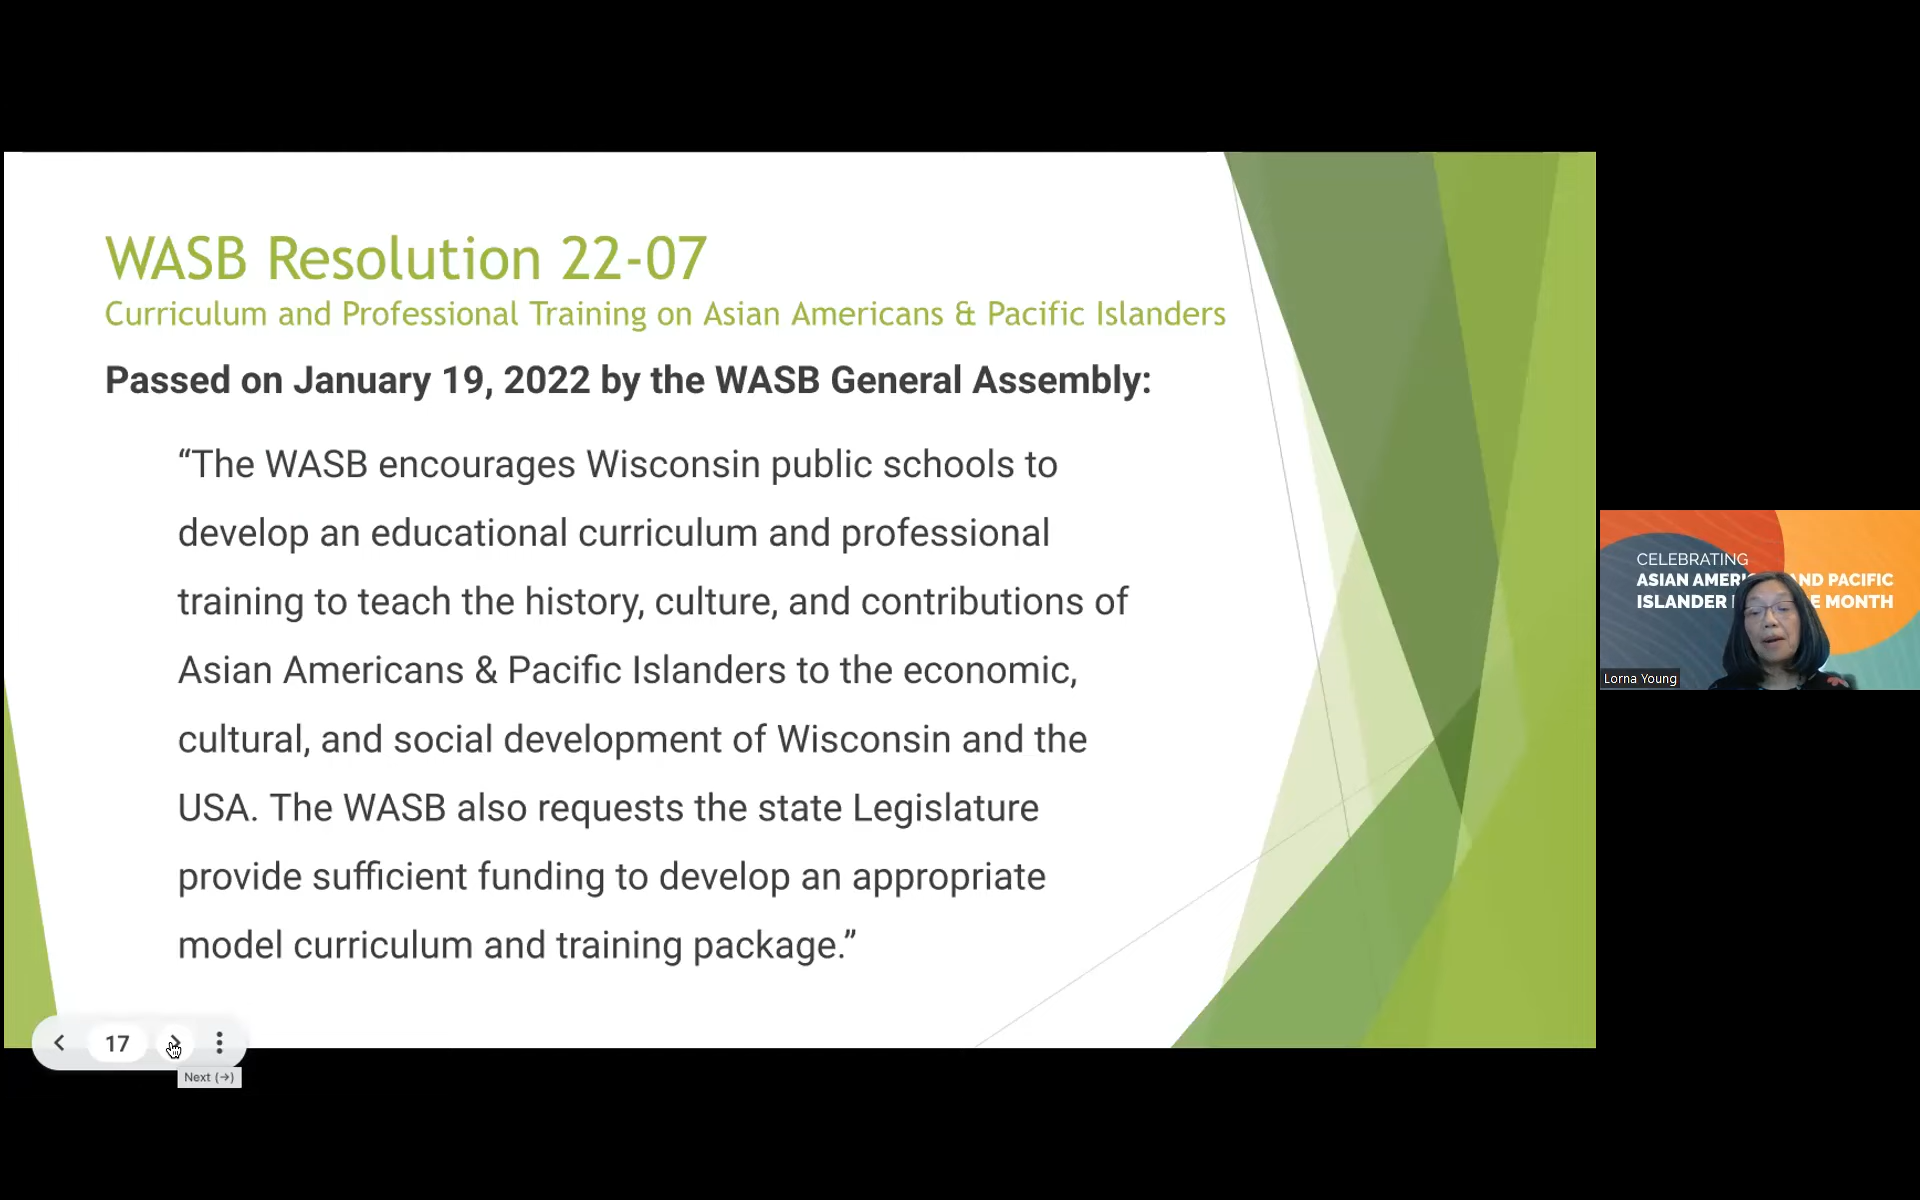 WASB Resolution 22-07
Curriculum and Professional Training on Asian Americans & Pacific Islanders
Passed on January 19, 2022 by the WASB General Assembly:
“The WASB encourages Wisconsin public schools to
develop an educational curriculum and professional
training to teach the history, culture, and contributions of
Asian Americans & Pacific Islanders to the economic,
cultural, and social development of Wisconsin and the
USA. The WASB also requests the state Legislature
provide sufficient funding to develop an appropriate
model curriculum and training package.”
17
Next (→)
CELEBRATING
ASIAN AND PACIFIC
ISLANDER MONTH
Lorna Young